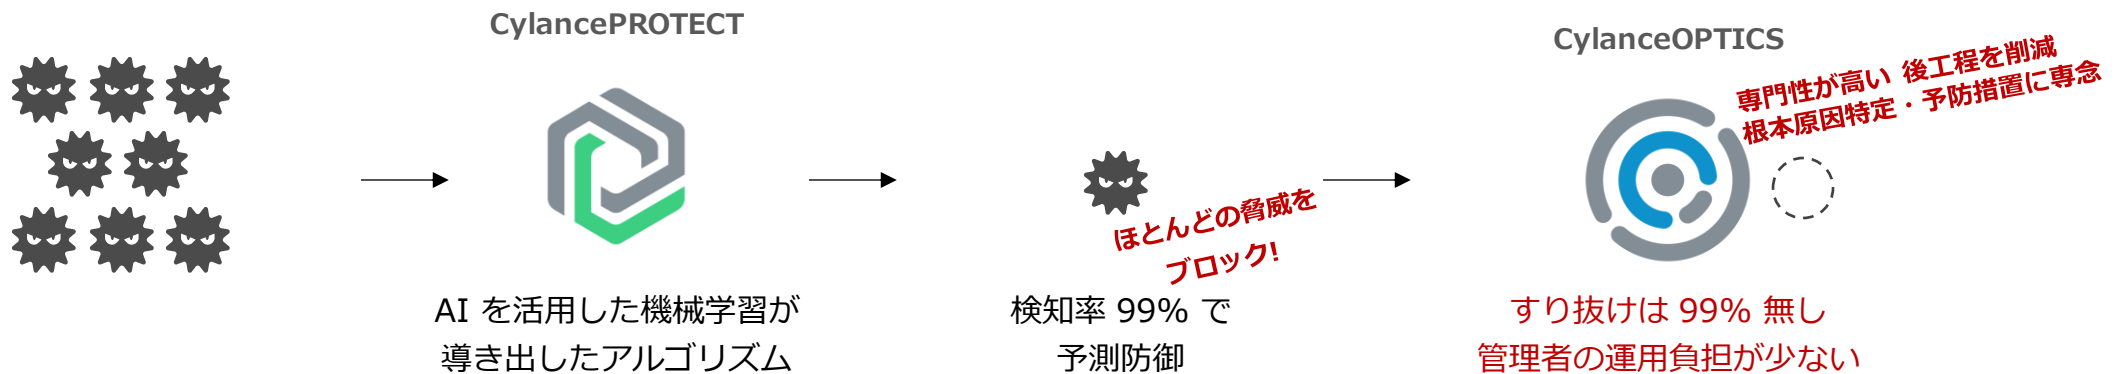 CylancePROTECT
AI を活用した機械学習が
導き出したアルゴリズム
ほとんどの脅威を
ブロック!
検知率 99% で
予測防御
CylanceOPTICS
専門性が高い 後工程を削減
根本原因特定・予防措置に専念
すり抜けは 99% 無し
管理者の運用負担が少ない